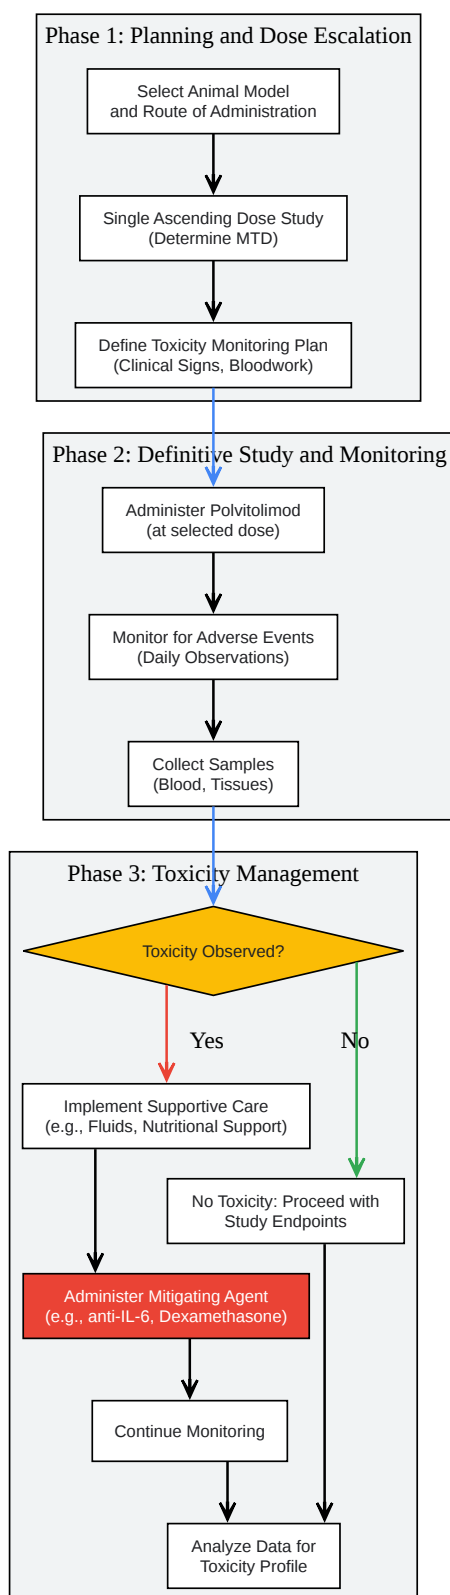 Phase 1: Planning and Dose Escalation
Select Animal Model
and Route of Administration
Single Ascending Dose Study
(Determine MTD)
Define Toxicity Monitoring Plan
(Clinical Signs, Bloodwork)
Phase 2: Definitive Study and Monitoring
Administer Polvitolimod
(at selected dose)
Monitor for Adverse Events
(Daily Observations)
Collect Samples
(Blood, Tissues)
Phase 3: Toxicity Management
Toxicity Observed?
Yes
No
Implement Supportive Care
(e.g., Fluids, Nutritional Support)
No Toxicity: Proceed with
Study Endpoints
Administer Mitigating Agent
(e.g., anti-IL-6, Dexamethasone)
Continue Monitoring
Analyze Data for
Toxicity Profile